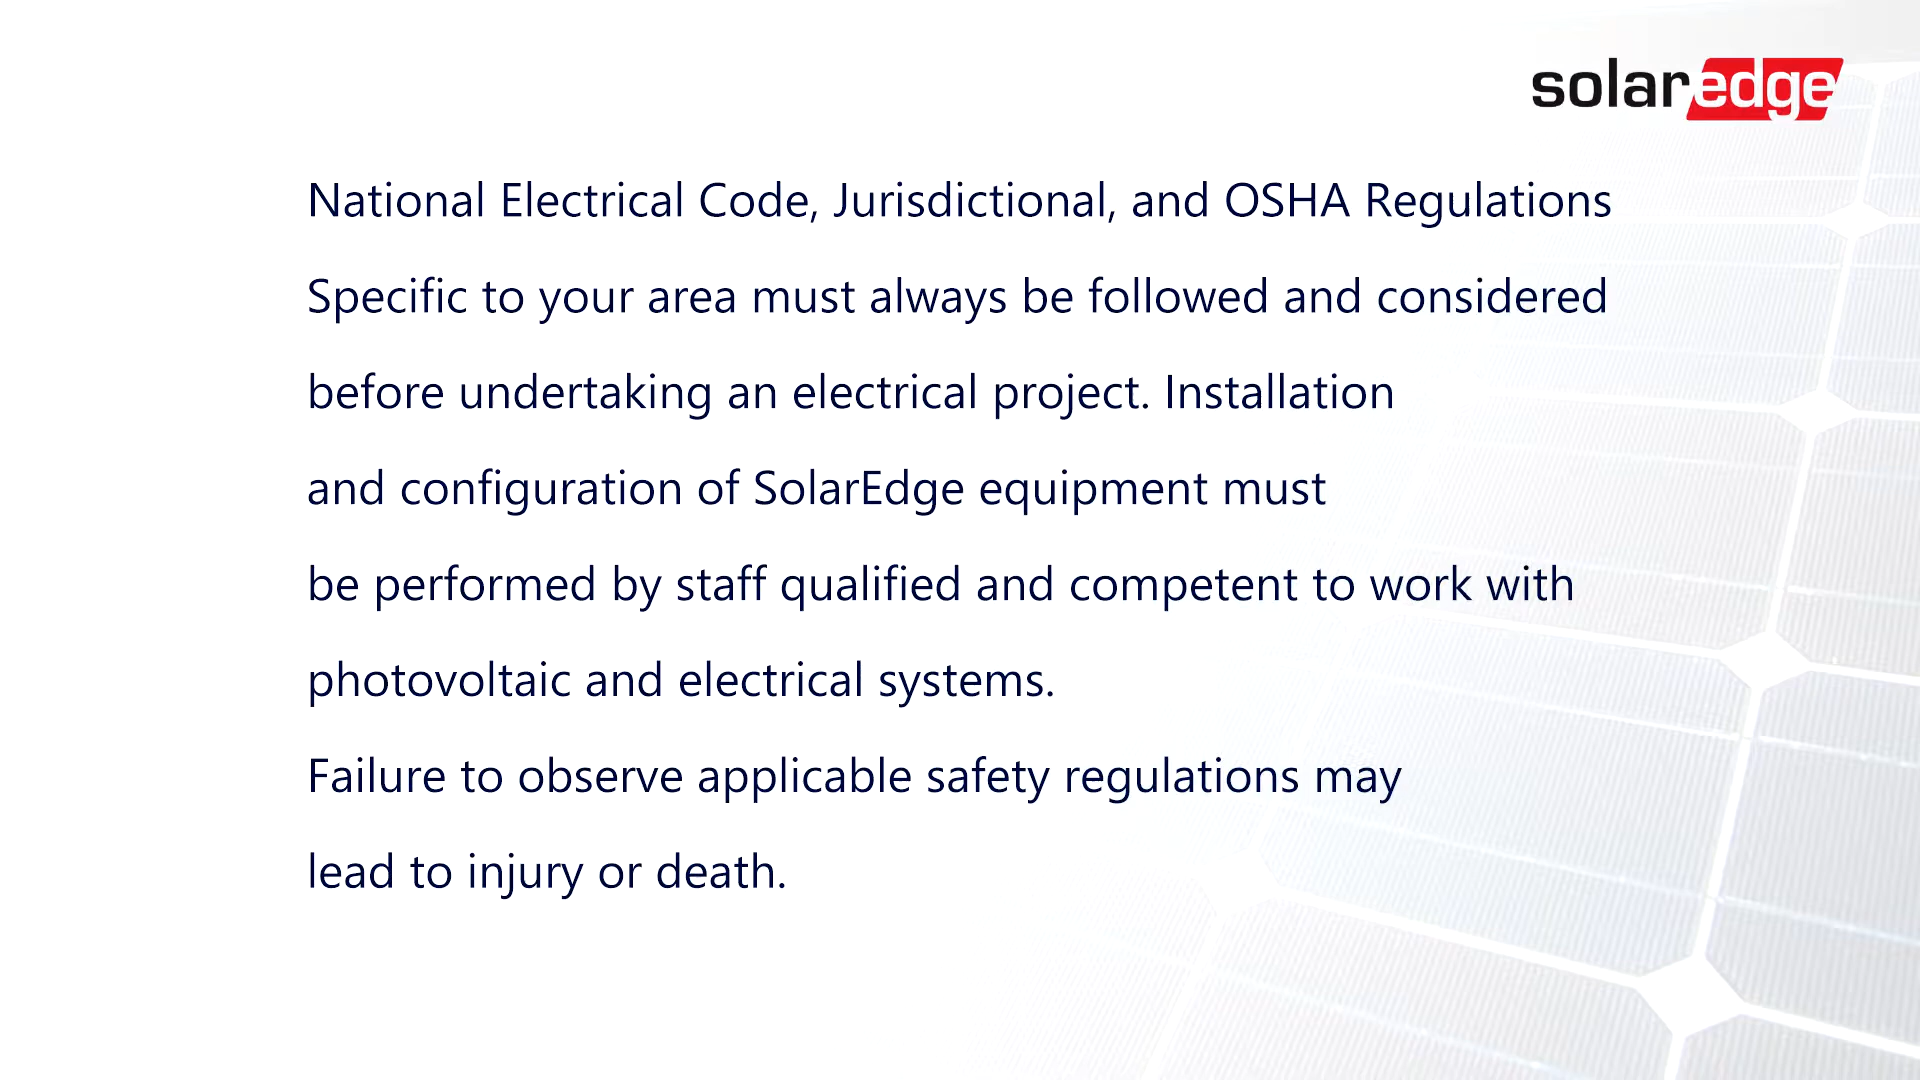 solaredge
National Electrical Code, Jurisdictional, and OSHA Regulations
Specific to your area must always be followed and considered
before undertaking an electrical project. Installation
and configuration of SolarEdge equipment must
be performed by staff qualified and competent to work with
photovoltaic and electrical systems.
Failure to observe applicable safety regulations may
lead to injury or death.